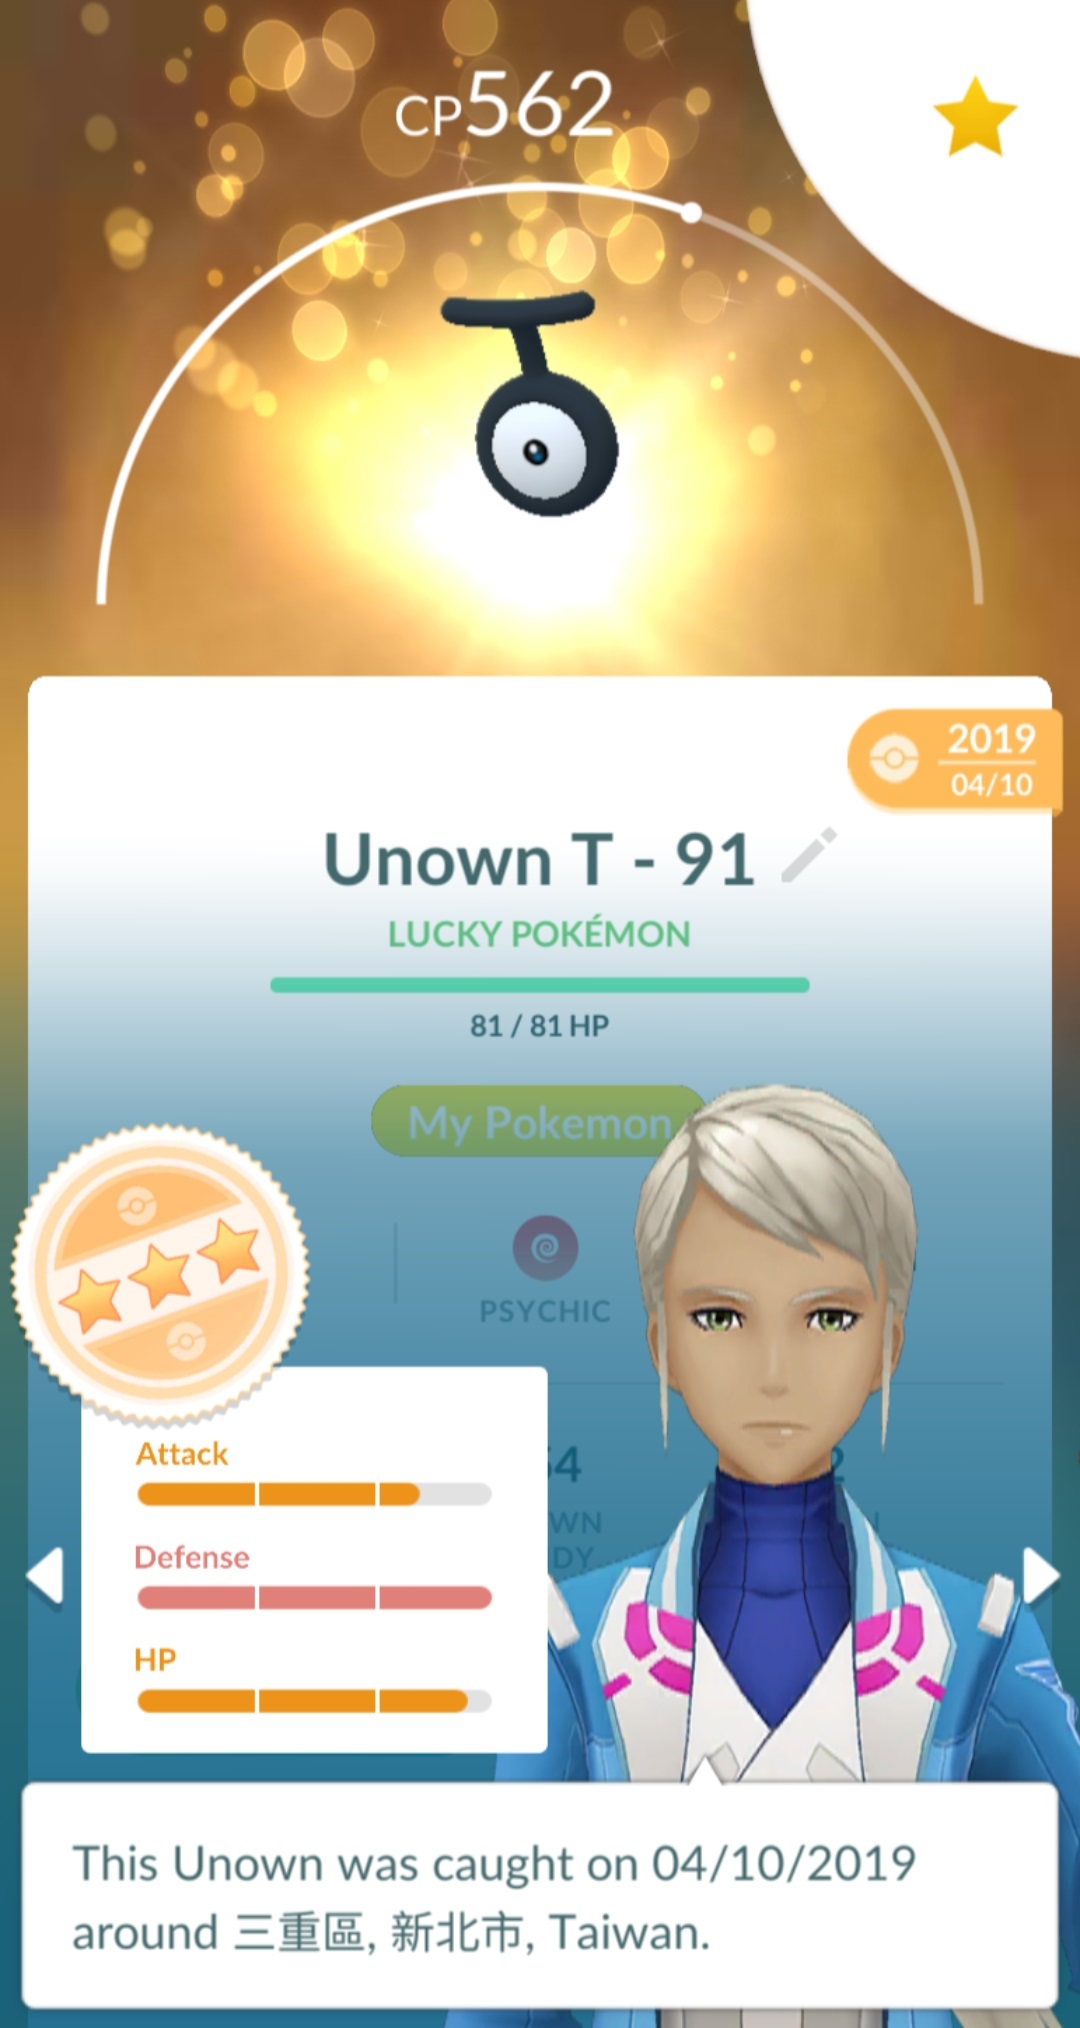 CP562
2019
04/10
Unown T - 91
LUCKY POKÉMON
81 / 81 HP
My Pokemon
PSYCHIC
Attack
Defense
HP
This Unown was caught on 04/10/2019
around 三重區, 新北市, Taiwan.